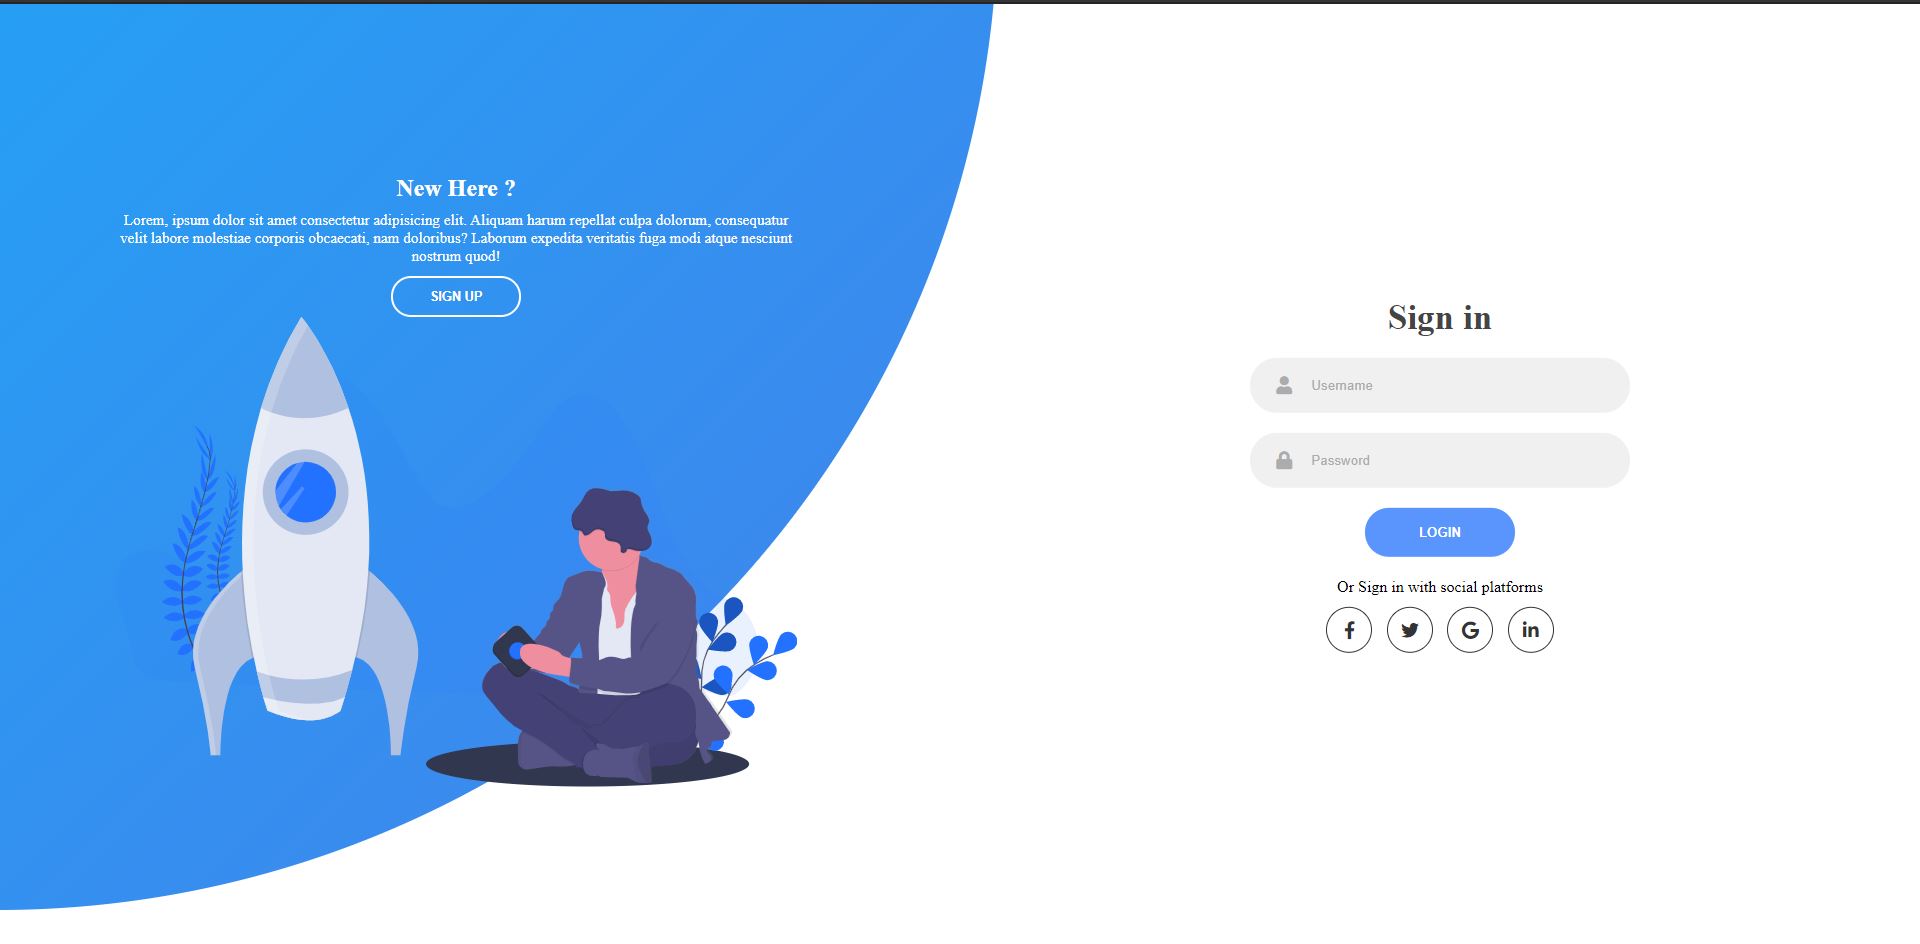 New Here ?
Lorem, ipsum dolor sit amet consectetur adipisicing elit. Aliquam harum repellat culpa dolorum, consequatur
velit labore molestiae corporis obcaecati, nam doloribus? Laborum expedita veritatis fuga modi atque nesciunt
nostrum quod!
SIGN UP
Sign in
Username
Password
LOGIN
Or Sign in with social platforms